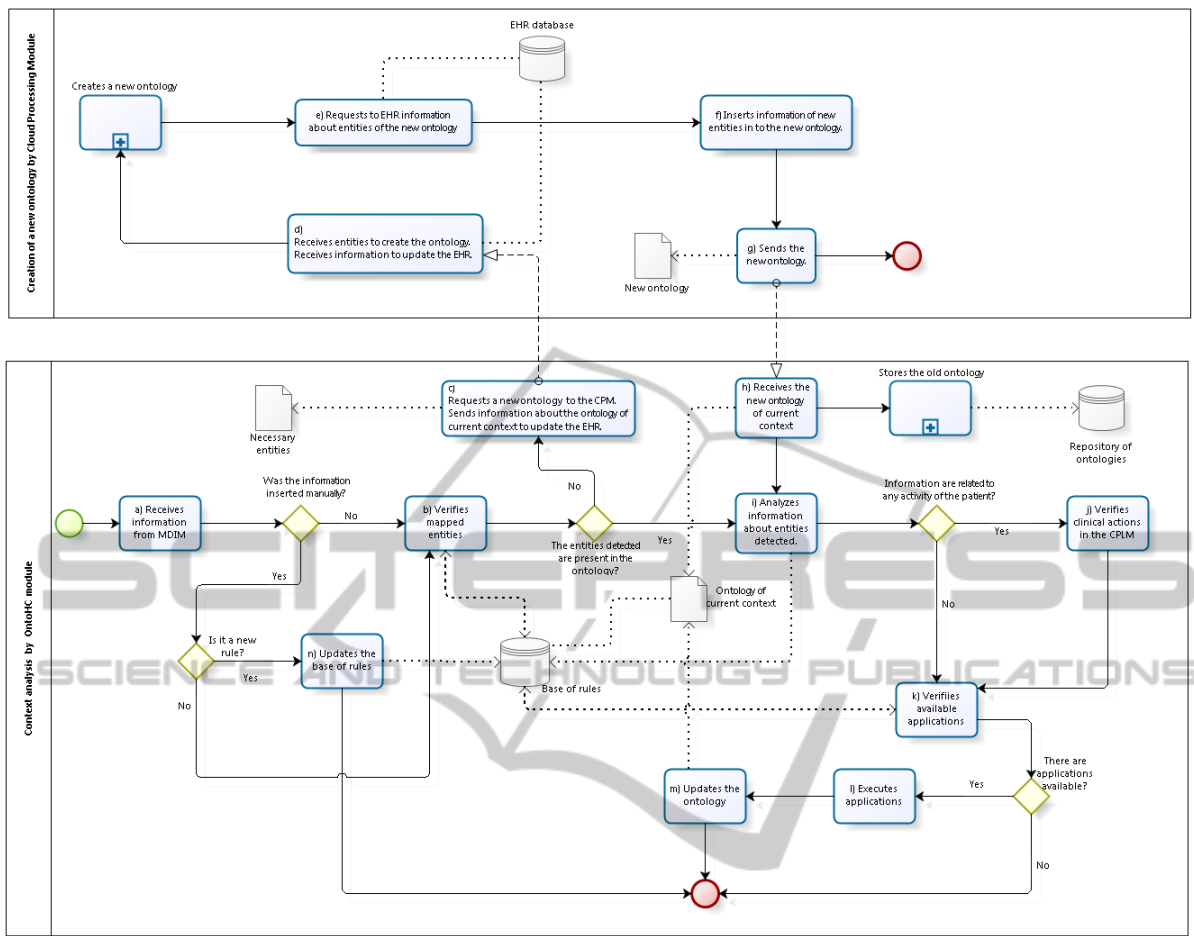 Creation of a new ontology by Cloud Processing Module
EHR database
Creates a new ontology
e) Requests to EHR information
about entities of the new ontology
f) Inserts information of new
entities in to the new ontology.
d)
Receives entities to create the ontology.
Receives information to update the EHR.
g) Sends the
new ontology.
New ontology
Context analysis by OntoHC module
c)
Requests a new ontology to the CPM.
Sends information about the ontology of
current context to update the EHR.
Necessary
entities
h) Receives the
new ontology
of current
context
Stores the old ontology
Repository of
ontologies
Was the information
inserted manually?
No
Information are related to
any activity of the patient?
a) Receives
information
from MDIM
No
b) Verifies
mapped
entities
The entities detected
are present in the
ontology?
Yes
i) Analyzes
information
about entities
detected.
Yes
j) Verifies
clinical actions
in the CPLM
Yes
Ontology of
current context
No
Is it a new
rule?
Yes
No
n) Updates the
base of rules
Base of rules
SCITEPRESS
SCIENCE AND TECHNOLOGY PUBLICATIONS
k) Verifiies
available
applications
There are
applications
available?
m) Updates the
ontology
l) Executes
applications
Yes
No